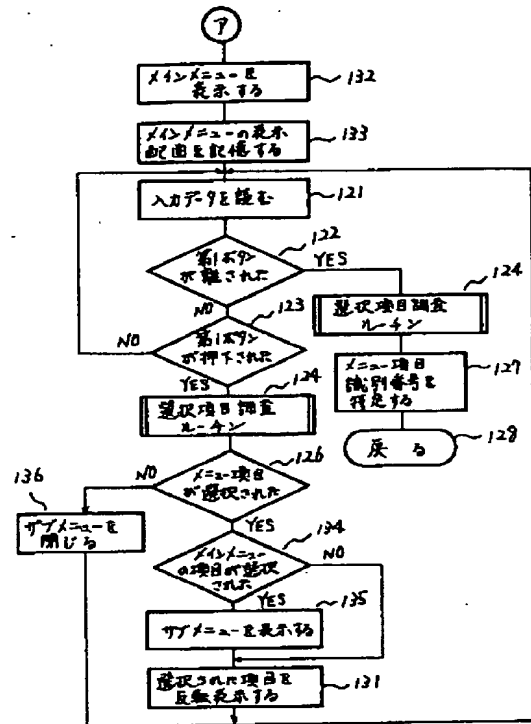 ア
メインメニューを
表示する
132
メインメニューの表示
範囲を記憶する
133
入力データを読む
121
第1ボタン
が離された
122
YES
NO
第1ボタン
が押下された
123
NO
YES
選択項目調査
ルーチン
124
メニュー項目
識別番号を
特定する
127
戻る
128
選択項目調査
ルーチン
124
メニュー項目
が選択された
126
NO
YES
サブメニューを
閉じる
136
メインメニュー
の項目が選択
された
134
NO
YES
サブメニューを表示する
135
選択された項目を
反転表示する
131